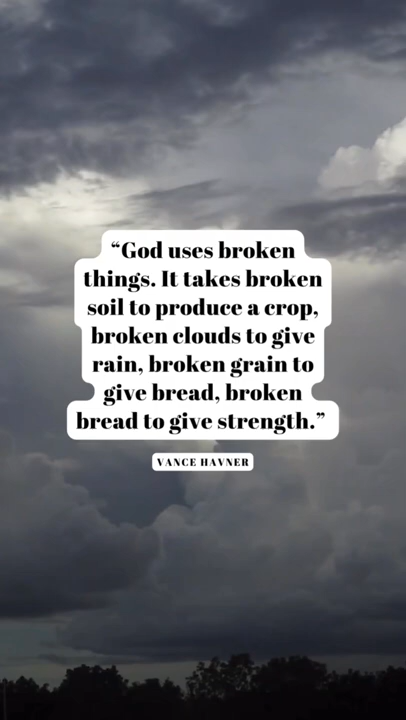 “God uses broken
things. It takes broken
soil to produce a crop,
broken clouds to give
rain, broken grain to
give bread, broken
bread to give strength.”
VANCE HAVNER